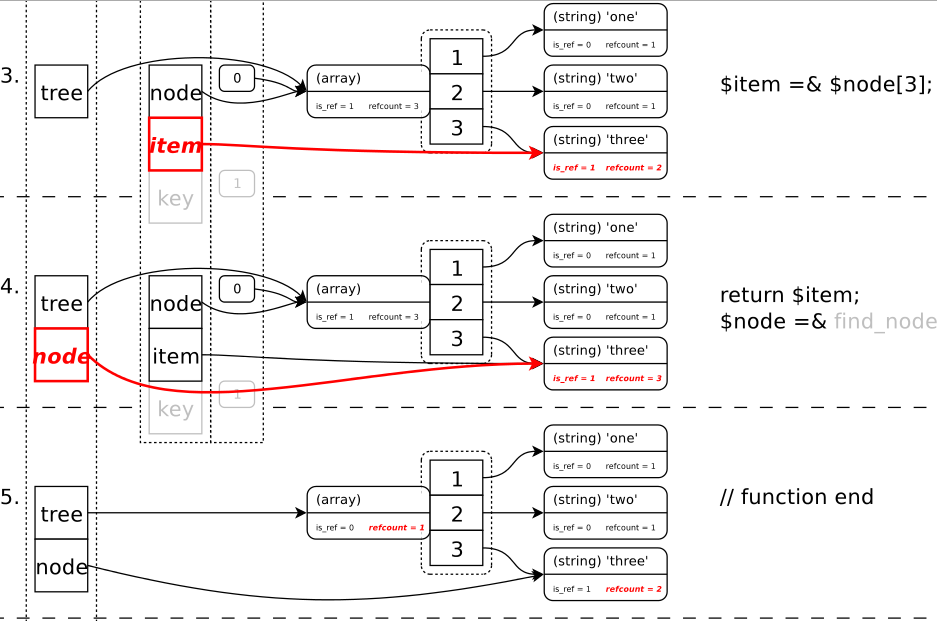 (string) 'one'
is_ref = 0 refcount = 1
3.
tree
node
0
(array)
is_ref = 1 refcount = 3
1
2
3
(string) 'two'
is_ref = 0 refcount = 1
$item =& $node[3];
item
(string) 'three'
is_ref = 1 refcount = 2
key
1
(string) 'one'
is_ref = 0 refcount = 1
4.
tree
node
0
(array)
is_ref = 1 refcount = 3
1
2
3
(string) 'two'
is_ref = 0 refcount = 1
return $item;
$node =& find_node
node
item
(string) 'three'
is_ref = 1 refcount = 3
key
1
(string) 'one'
is_ref = 0 refcount = 1
5.
tree
(array)
is_ref = 0 refcount = 1
1
2
3
(string) 'two'
is_ref = 0 refcount = 1
// function end
node
(string) 'three'
is_ref = 1 refcount = 2